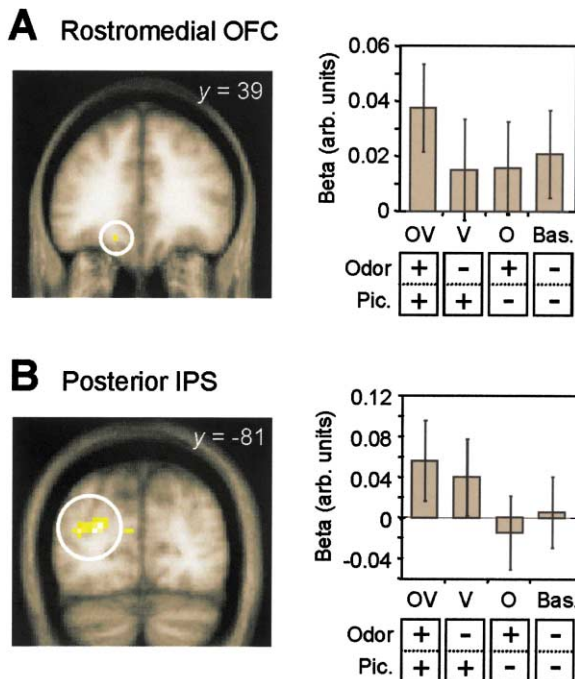 A Rostromedial OFC
y = 39
0.06
0.04
0.02
0
Beta (arb. units)
OV V O Bas.
Odor + - + -
Pic. + + - -
B Posterior IPS
y = -81
0.12
0.08
0.04
0
-0.04
Beta (arb. units)
OV V O Bas.
Odor + - + -
Pic. + + - -